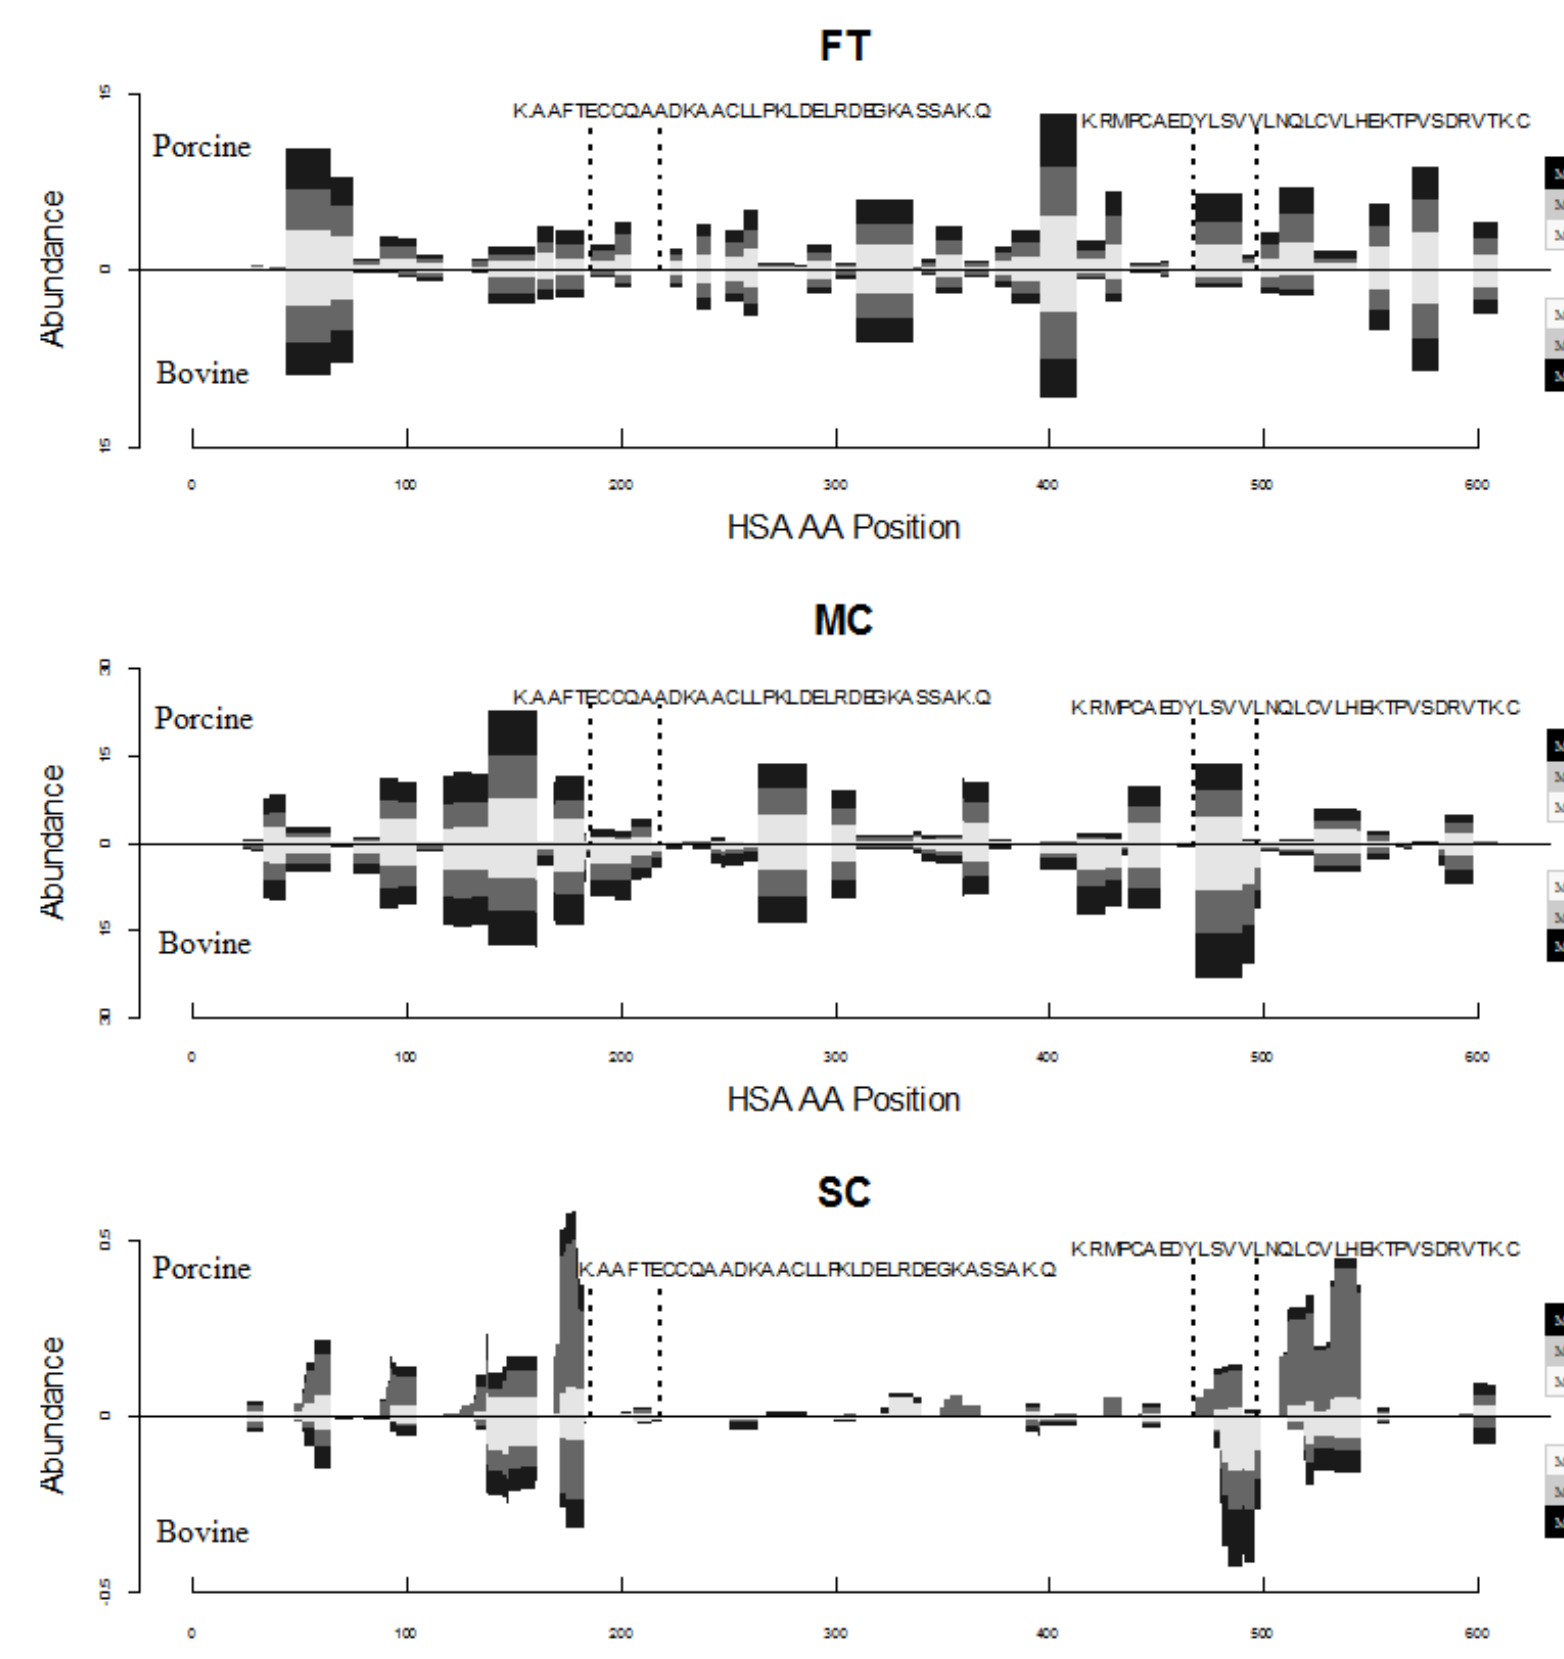 FT
15
K.AAFTECCQAADKAACLLPKLDELRDEGKASSAK.Q
K.RMPCAEDYLSVVLNQLCVLHEKTPVSDRVTK.C
Porcine
M
M
M
Abundance
0
M
M
Bovine
M
15
0 100 200 300 400 500 600
HSA AA Position
MC
30
K.AAFTECCQAADKAACLLPKLDELRDEGKASSAK.Q
K.RMPCAEDYLSVVLNQLCVLHEKTPVSDRVTK.C
Porcine
M
15
M
M
Abundance
0
M
M
15
Bovine
M
30
0 100 200 300 400 500 600
HSA AA Position
SC
0.5
K.RMPCAEDYLSVVLNQLCVLHEKTPVSDRVTK.C
Porcine
K.AAFTECCQAADKAACLLPKLDELRDEGKASSAK.Q
M
M
M
Abundance
0
M
M
Bovine
M
-0.5
0 100 200 300 400 500 600